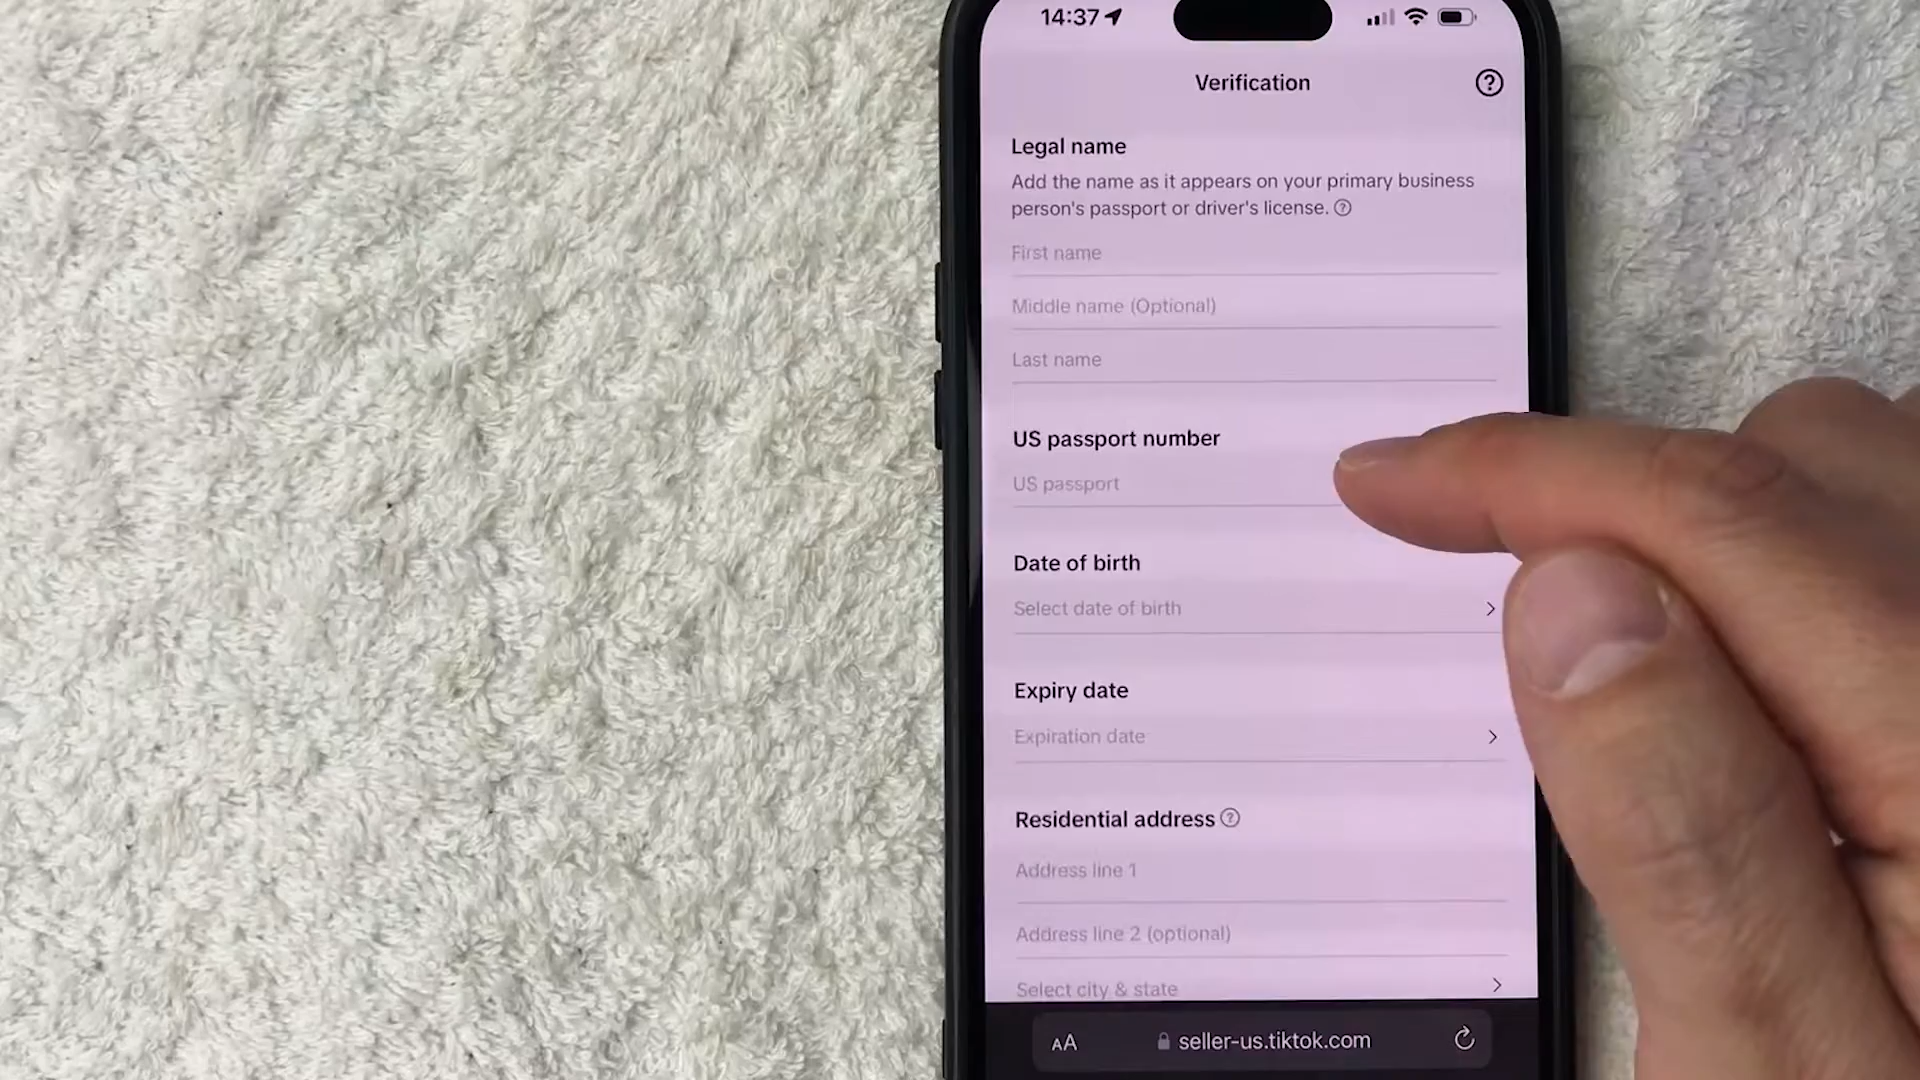 14:37
Verification
Legal name
Add the name as it appears on your primary business
person's passport or driver's license.
First name
Middle name (Optional)
Last name
US passport number
US passport
Date of birth
Select date of birth
Expiry date
Expiration date
Residential address
Address line 1
Address line 2 (optional)
Select city & state
AA seller-us.tiktok.com